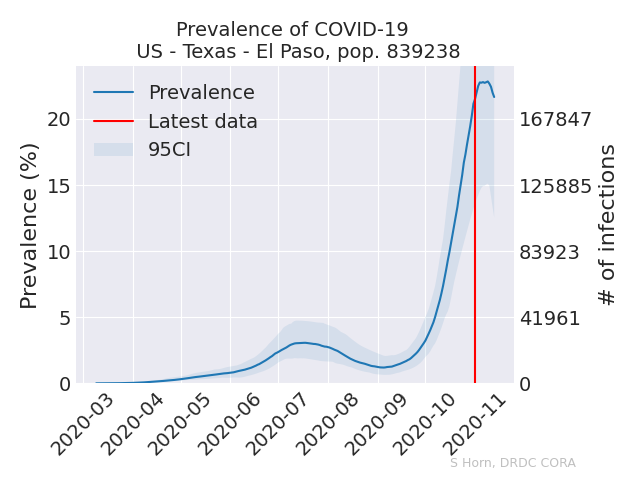 Prevalence of COVID-19
US - Texas - El Paso, pop. 839238
Prevalence
Latest data
95CI
Prevalence (%)
20
15
10
5
0
167847
125885
83923
41961
0
# of infections
2020-03
2020-04
2020-05
2020-06
2020-07
2020-08
2020-09
2020-10
2020-11
S Horn, DRDC CORA